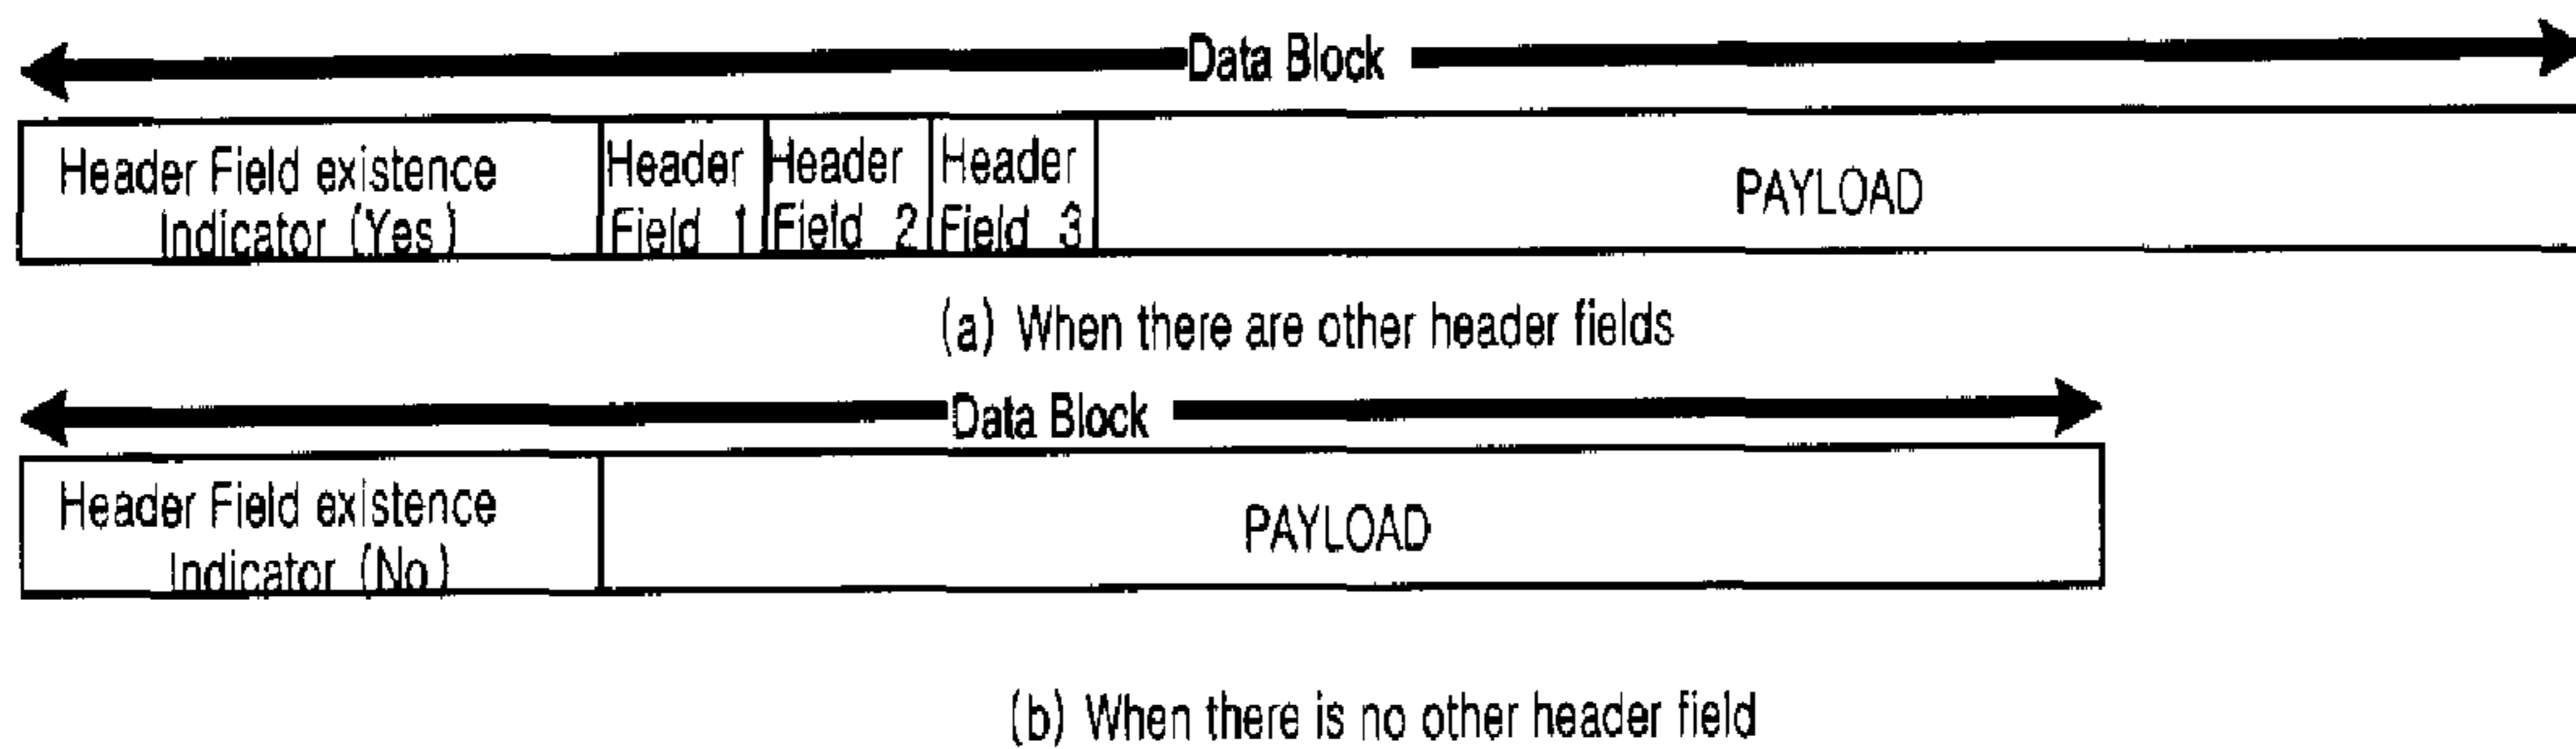 Data Block
Header Field existence
Indicator (Yes)
Header
Field 1
Header
Field 2
Header
Field 3
PAYLOAD
(a) When there are other header fields
Data Block
Header Field existence
Indicator (No)
PAYLOAD
(b) When there is no other header field